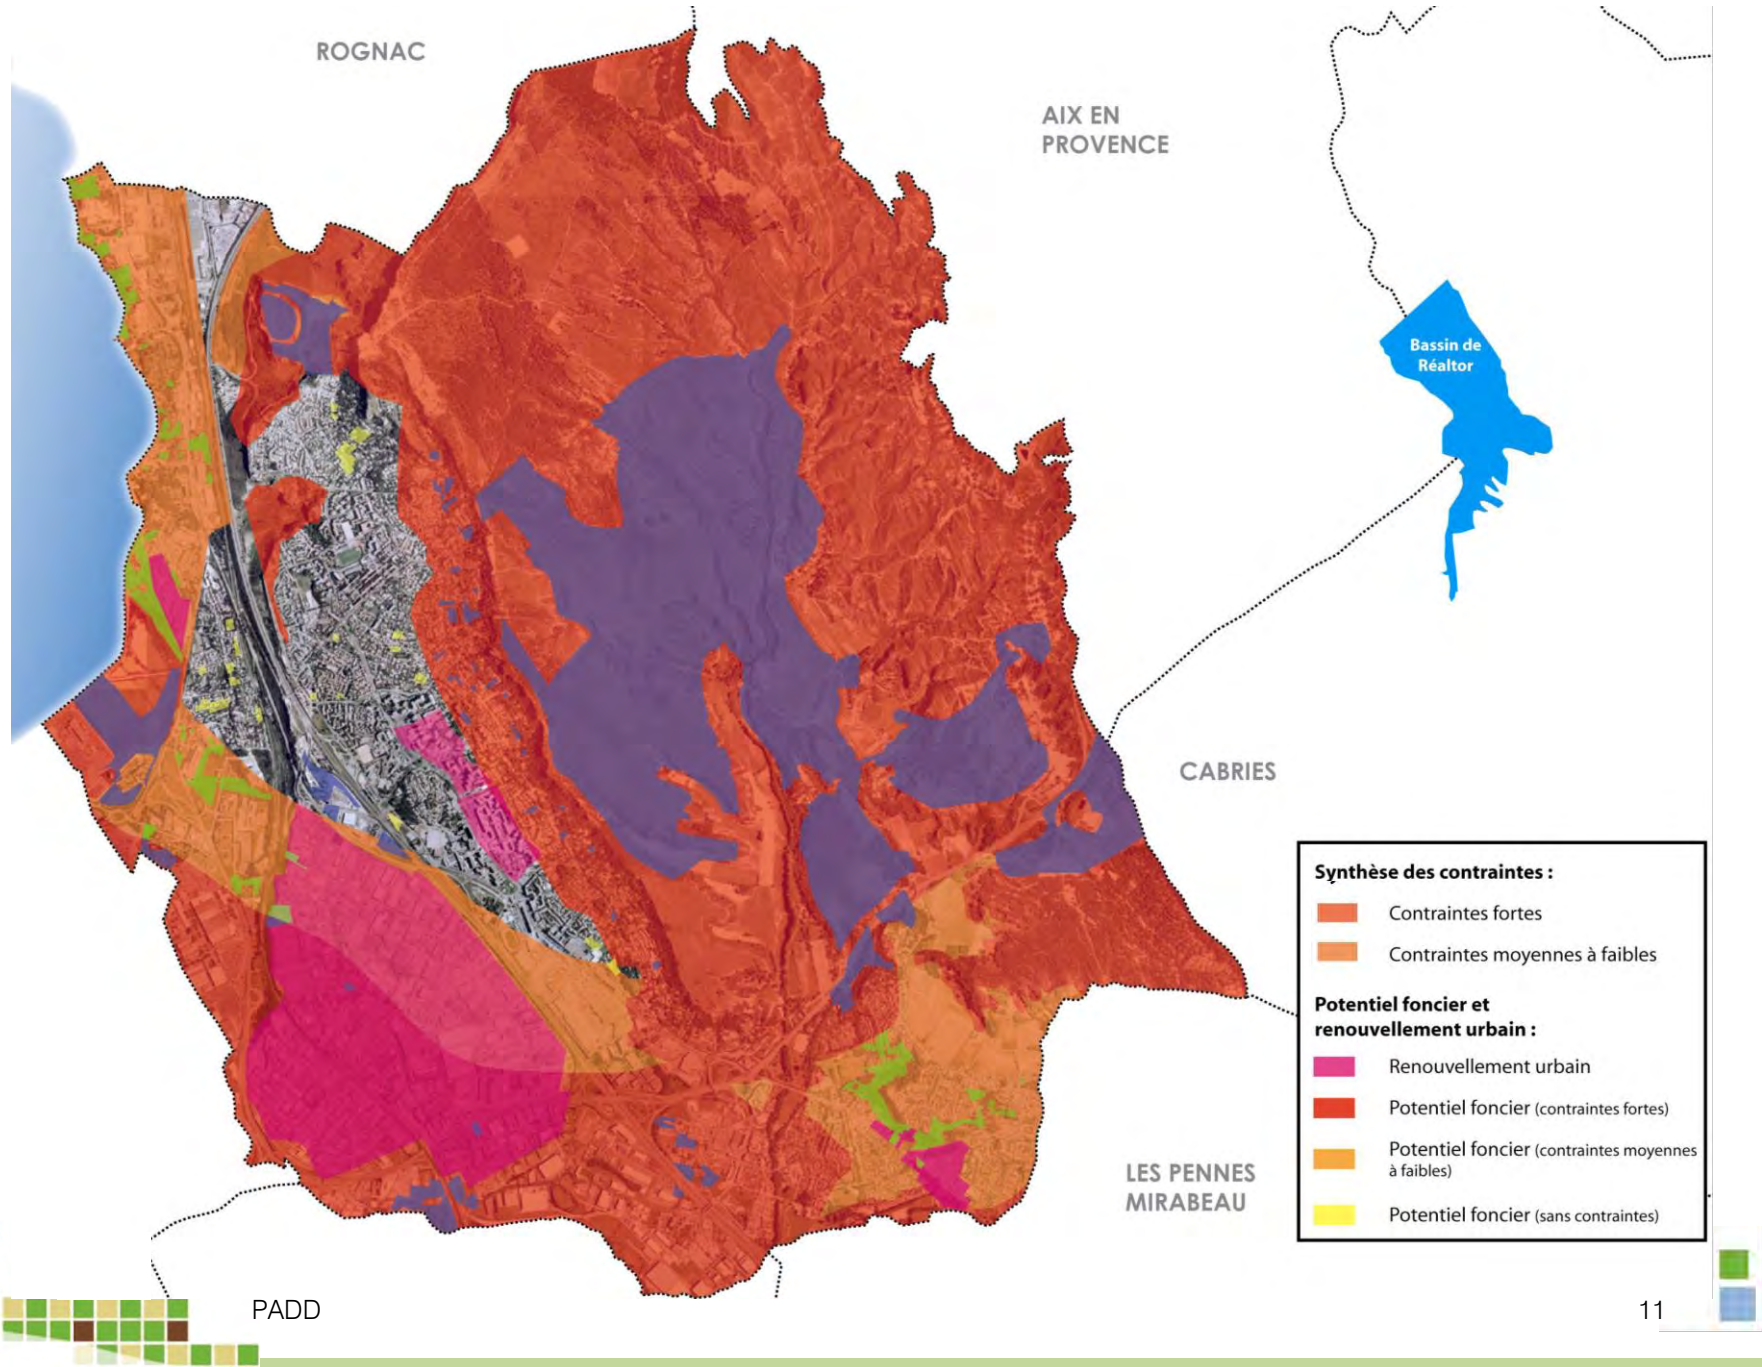 ROGNAC
AIX EN
PROVENCE
Bassin de
Réaltor
CABRIES
LES PENNES
MIRABEAU
Synthèse des contraintes :
Contraintes fortes
Contraintes moyennes à faibles
Potentiel foncier et
renouvellement urbain :
Renouvellement urbain
Potentiel foncier (contraintes fortes)
Potentiel foncier (contraintes moyennes
à faibles)
Potentiel foncier (sans contraintes)
PADD
11